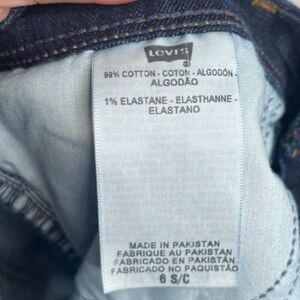 Levi's
®
99% COTTON - COTON - ALGODÓN
ALGODÃO
1% ELASTANE - ELASTHANNE -
ELASTANO
MADE IN PAKISTAN
FABRIQUE AU PAKISTAN
FABRICADO EN PAKISTÁN
FABRICADO NO PAQUISTÃO
6 S/C